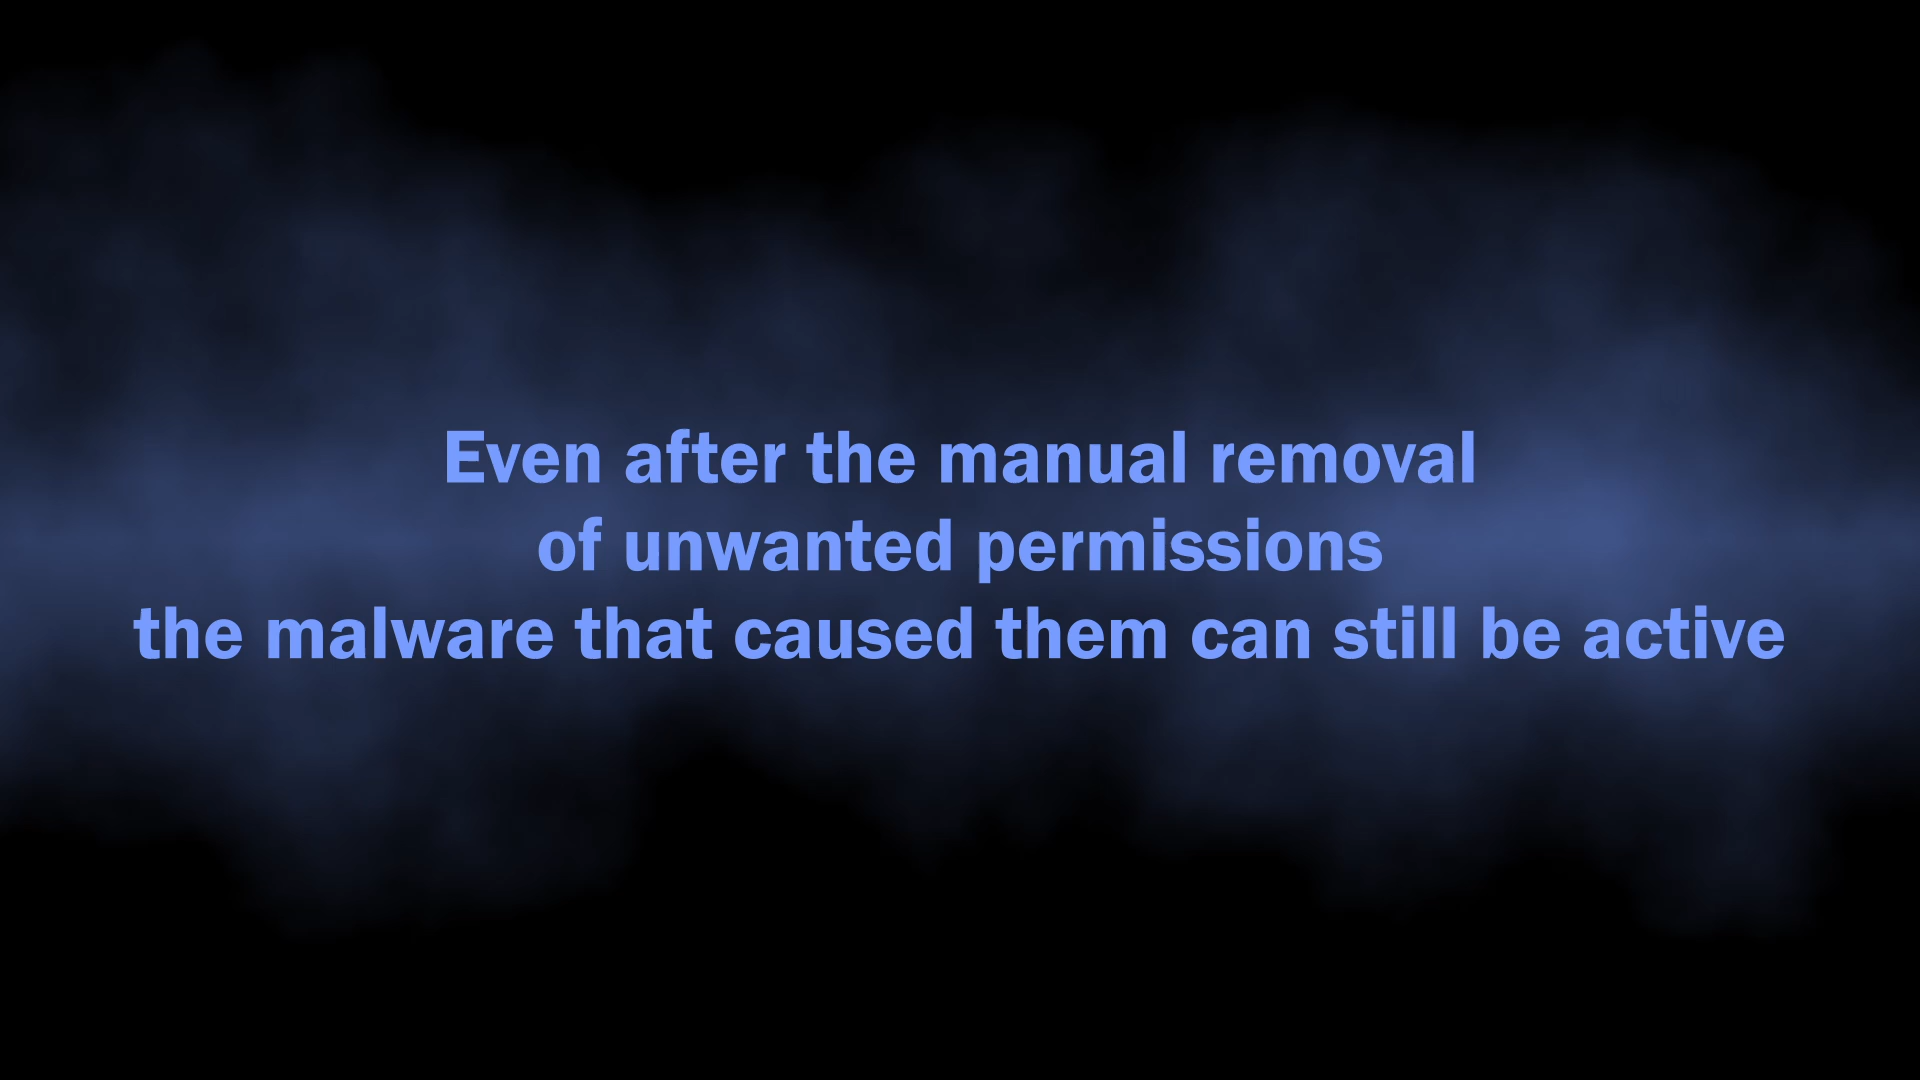 Even after the manual removal
of unwanted permissions
the malware that caused them can still be active